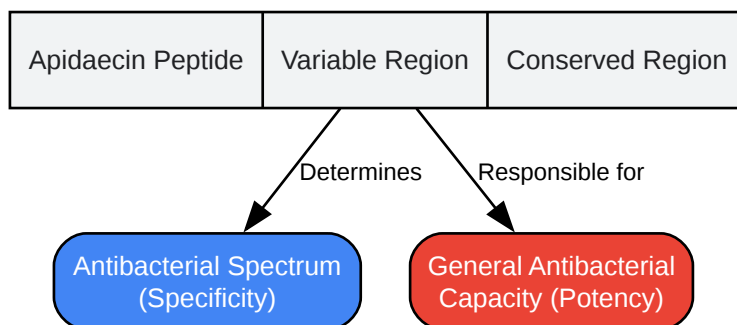 Apidaecin Peptide
Variable Region
Conserved Region
Determines
Responsible for
Antibacterial Spectrum
(Specificity)
General Antibacterial
Capacity (Potency)